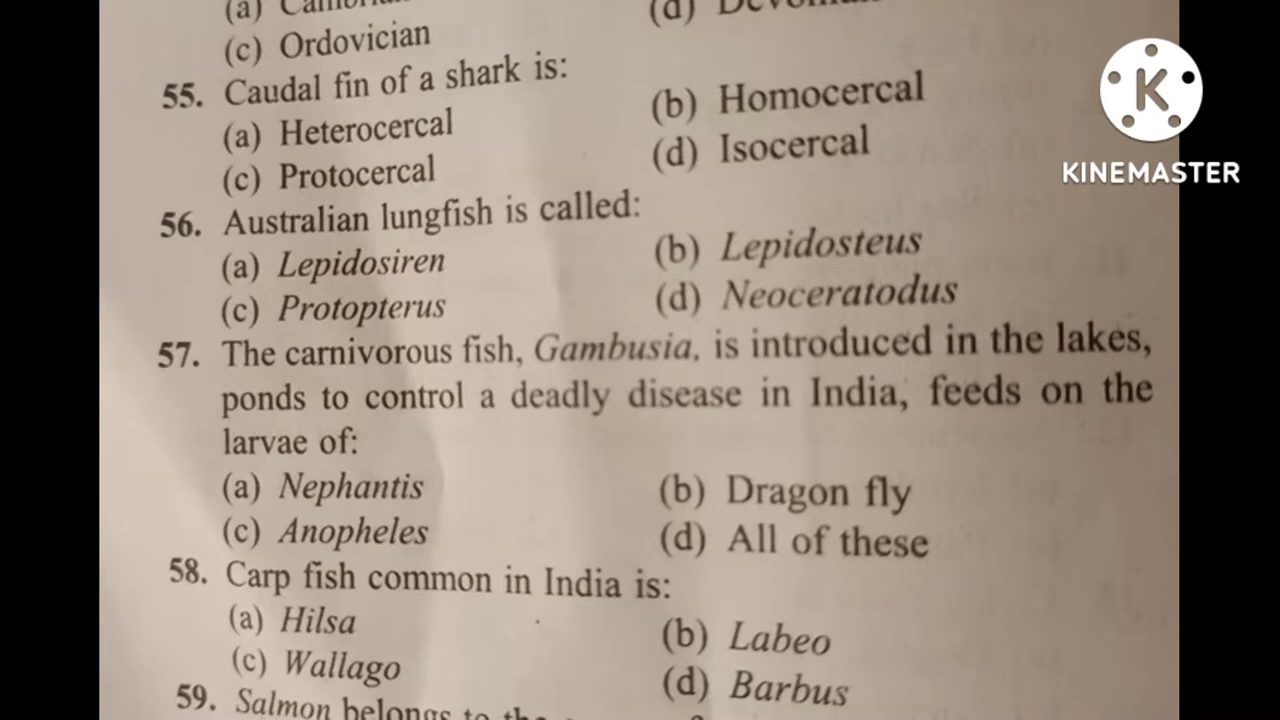 (c) Ordovician
55. Caudal fin of a shark is:
(a) Heterocercal (b) Homocercal
(c) Protocercal (d) Isocercal
56. Australian lungfish is called:
(a) Lepidosiren (b) Lepidosteus
(c) Protopterus (d) Neoceratodus
57. The carnivorous fish, Gambusia, is introduced in the lakes,
ponds to control a deadly disease in India, feeds on the
larvae of:
(a) Nephantis (b) Dragon fly
(c) Anopheles (d) All of these
58. Carp fish common in India is:
(a) Hilsa (b) Labeo
(c) Wallago (d) Barbus
59. Salmon belongs to the
K
KINEMASTER